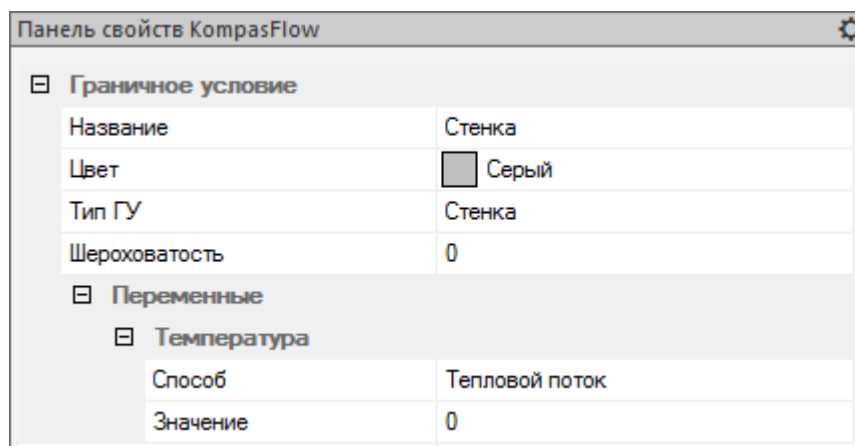 Панель свойств KompasFlow
Граничное условие
Название Стенка
Цвет Серый
Тип ГУ Стенка
Шероховатость 0
Переменные
Температура
Способ Тепловой поток
Значение 0